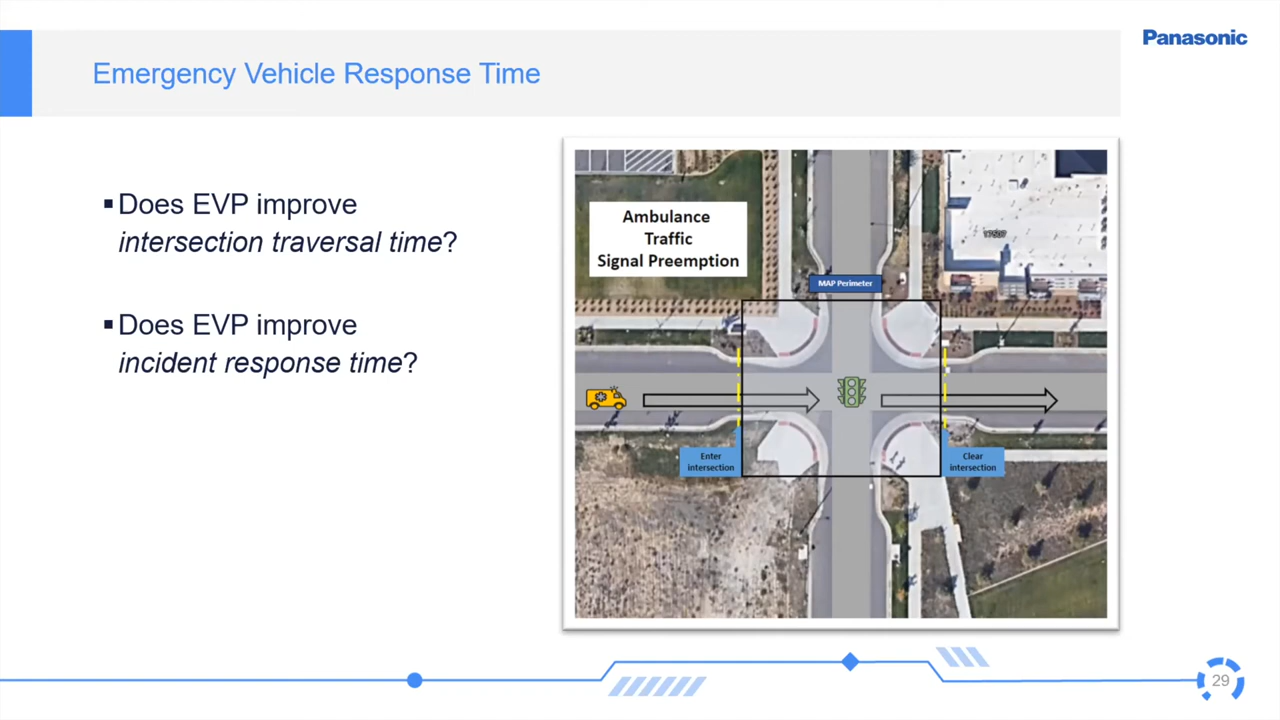 Panasonic
Emergency Vehicle Response Time
Does EVP improve
intersection traversal time?
Does EVP improve
incident response time?
Ambulance
Traffic
Signal Preemption
MAP Perimeter
Enter
intersection
Clear
intersection
29